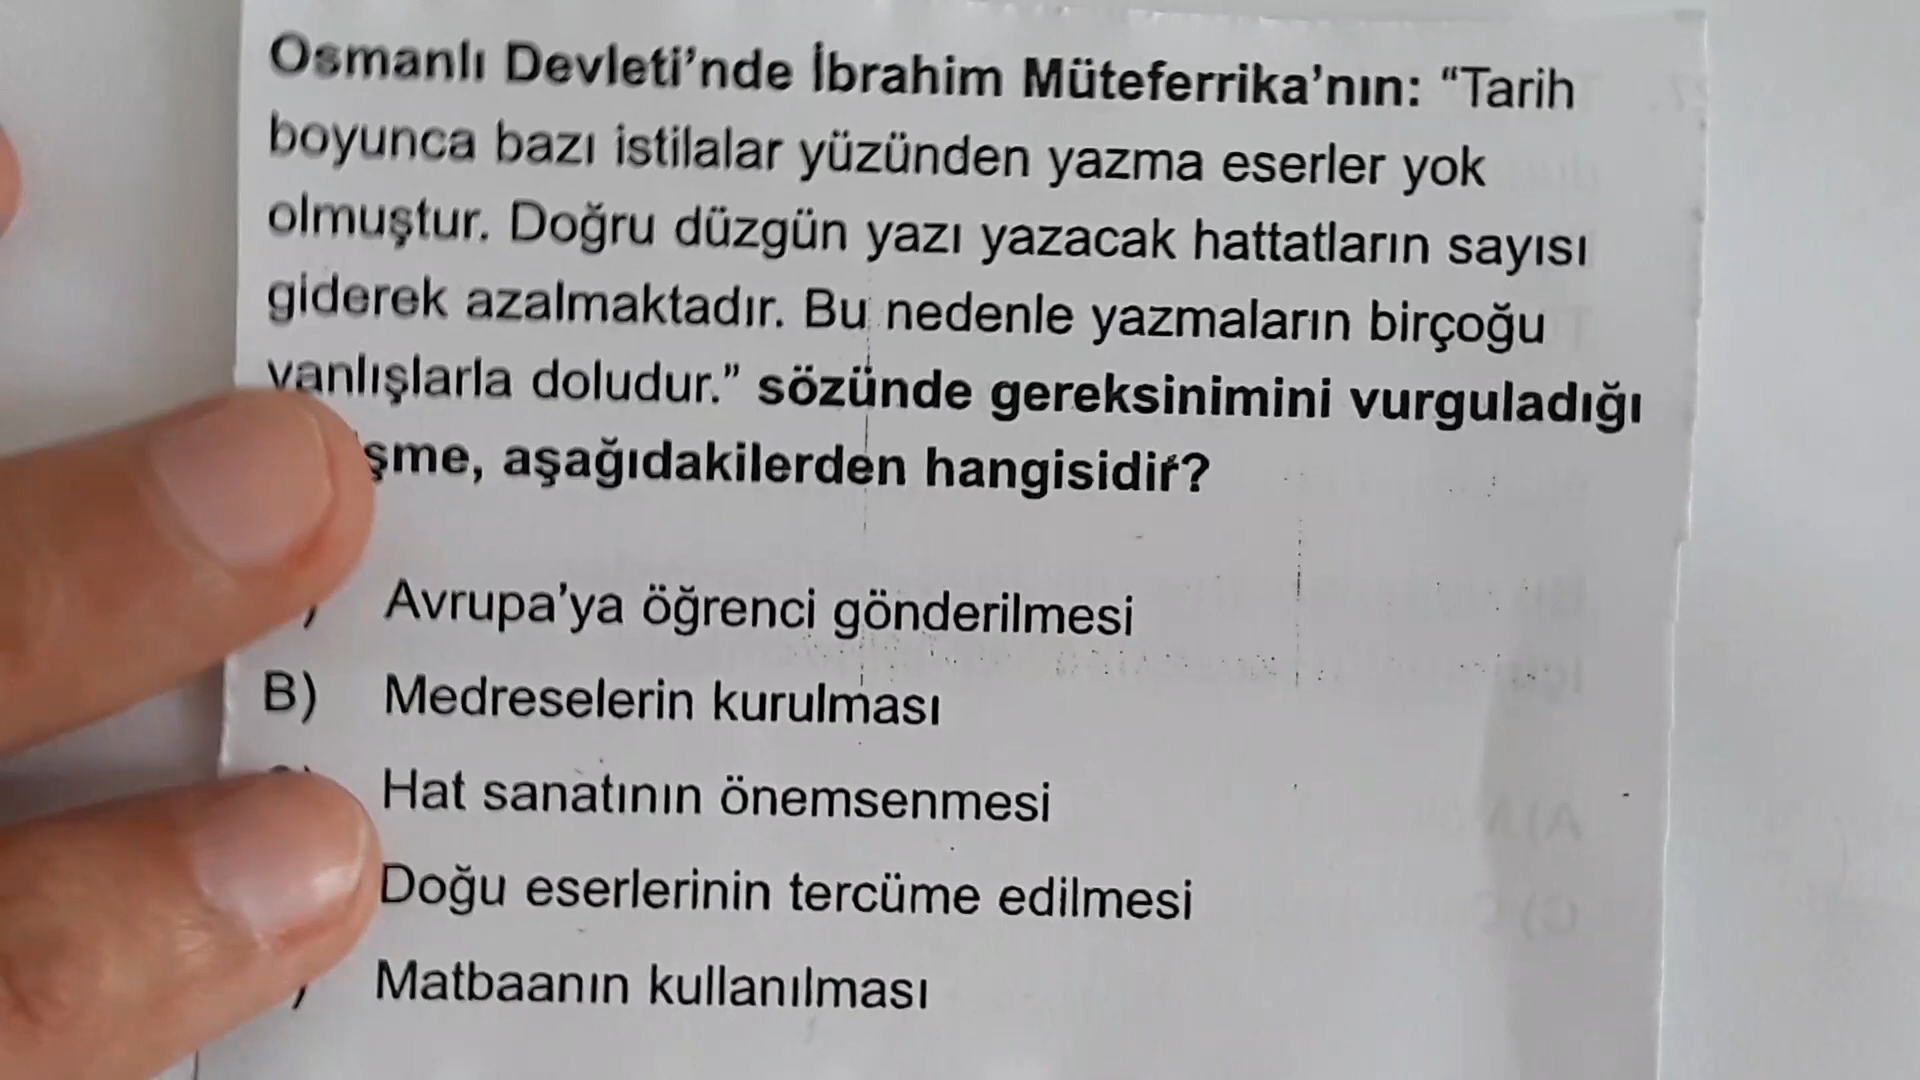 Osmanlı Devleti’nde İbrahim Müteferrika’nın: “Tarih
boyunca bazı istilalar yüzünden yazma eserler yok
olmuştur. Doğru düzgün yazı yazacak hattatların sayısı
giderek azalmaktadır. Bu nedenle yazmaların birçoğu
yanlışlarla doludur.” sözünde gereksinimini vurguladığı
şme, aşağıdakilerden hangisidir?
) Avrupa’ya öğrenci gönderilmesi
B) Medreselerin kurulması
Hat sanatının önemsenmesi
Doğu eserlerinin tercüme edilmesi
) Matbaanın kullanılması